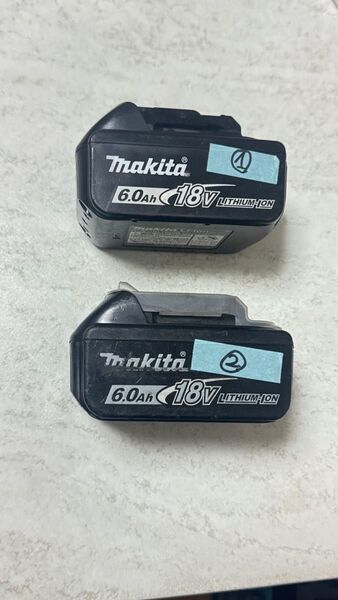 makita®
①
6.0Ah 18V LITHIUM-ION
makita®
②
6.0Ah 18V LITHIUM-ION